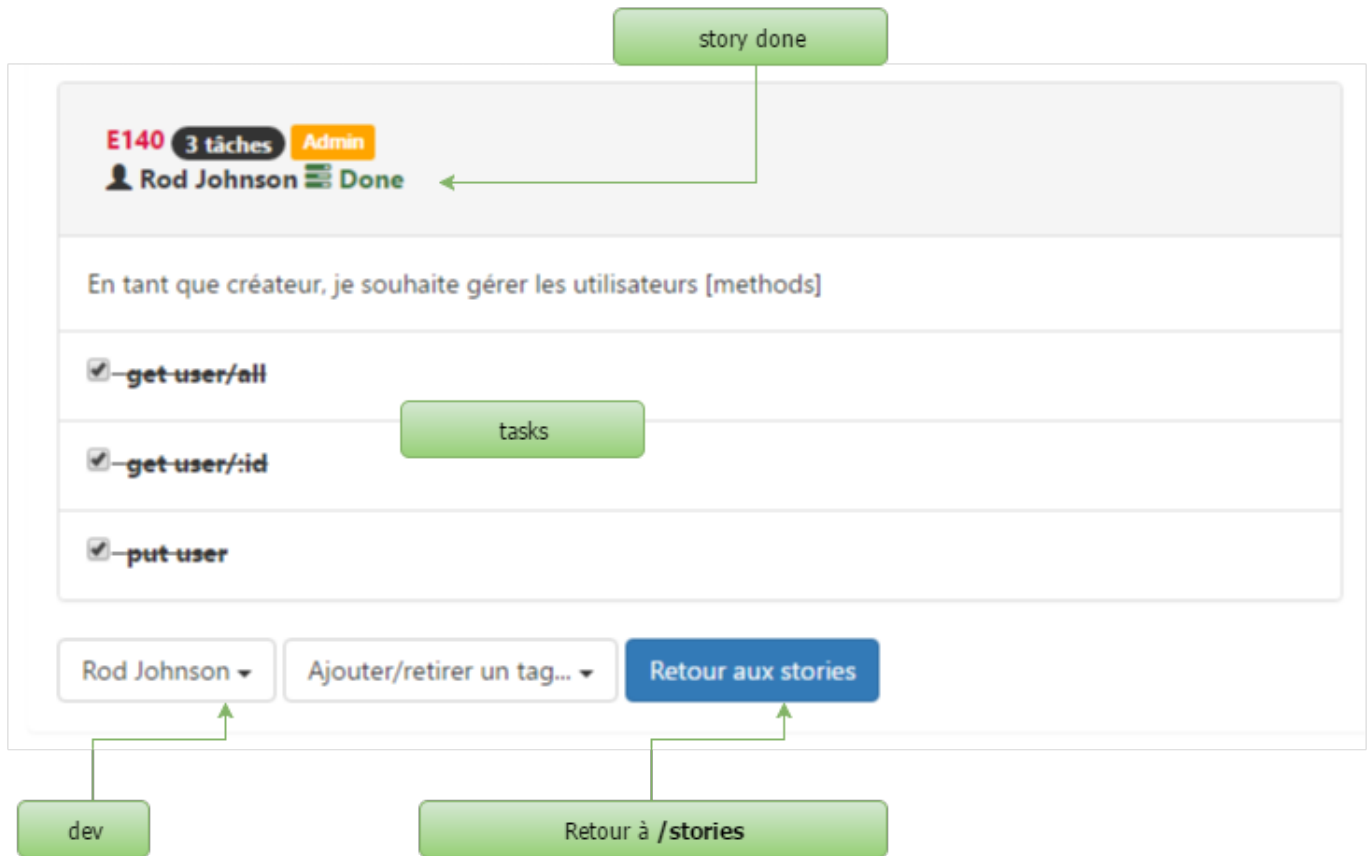 story done
E140 3 tâches Admin
Rod Johnson Done
En tant que créateur, je souhaite gérer les utilisateurs [methods]
get user/all
tasks
get user/:id
put user
Rod Johnson Ajouter/retirer un tag... Retour aux stories
dev Retour à /stories